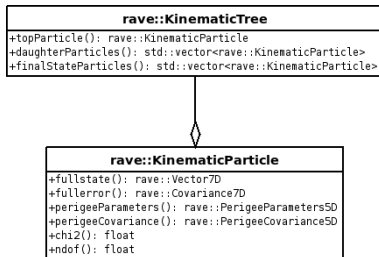 rave::KinematicTree
+topParticle(): rave::KinematicParticle
+daughterParticles(): std::vector<rave::KinematicParticle>
+finalStateParticles(): std::vector<rave::KinematicParticle>
rave::KinematicParticle
+fullstate(): rave::Vector7D
+fullerror(): rave::Covariance7D
+perigeeParameters(): rave::PerigeeParameters5D
+perigeeCovariance(): rave::PerigeeCovariance5D
+chi2(): float
+ndof(): float